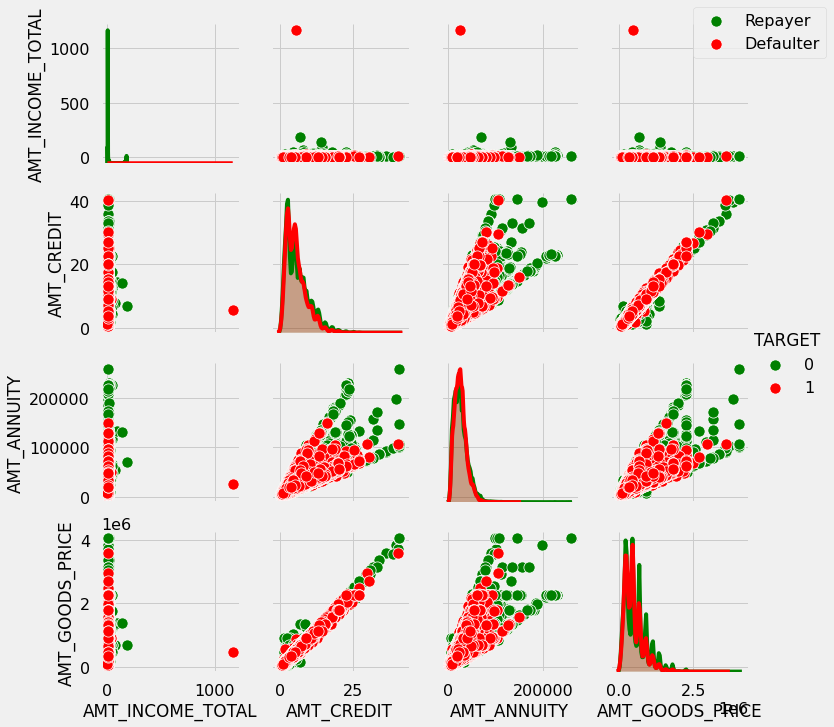 Repayer
Defaulter
AMT_INCOME_TOTAL
1000
500
0
AMT_CREDIT
40
20
0
TARGET
0
1
AMT_ANNUITY
200000
100000
0
1e6
AMT_GOODS_PRICE
4
2
0
0 1000
0 25
0 200000
0.0 2.5
1e6
AMT_INCOME_TOTAL
AMT_CREDIT
AMT_ANNUITY
AMT_GOODS_PRICE